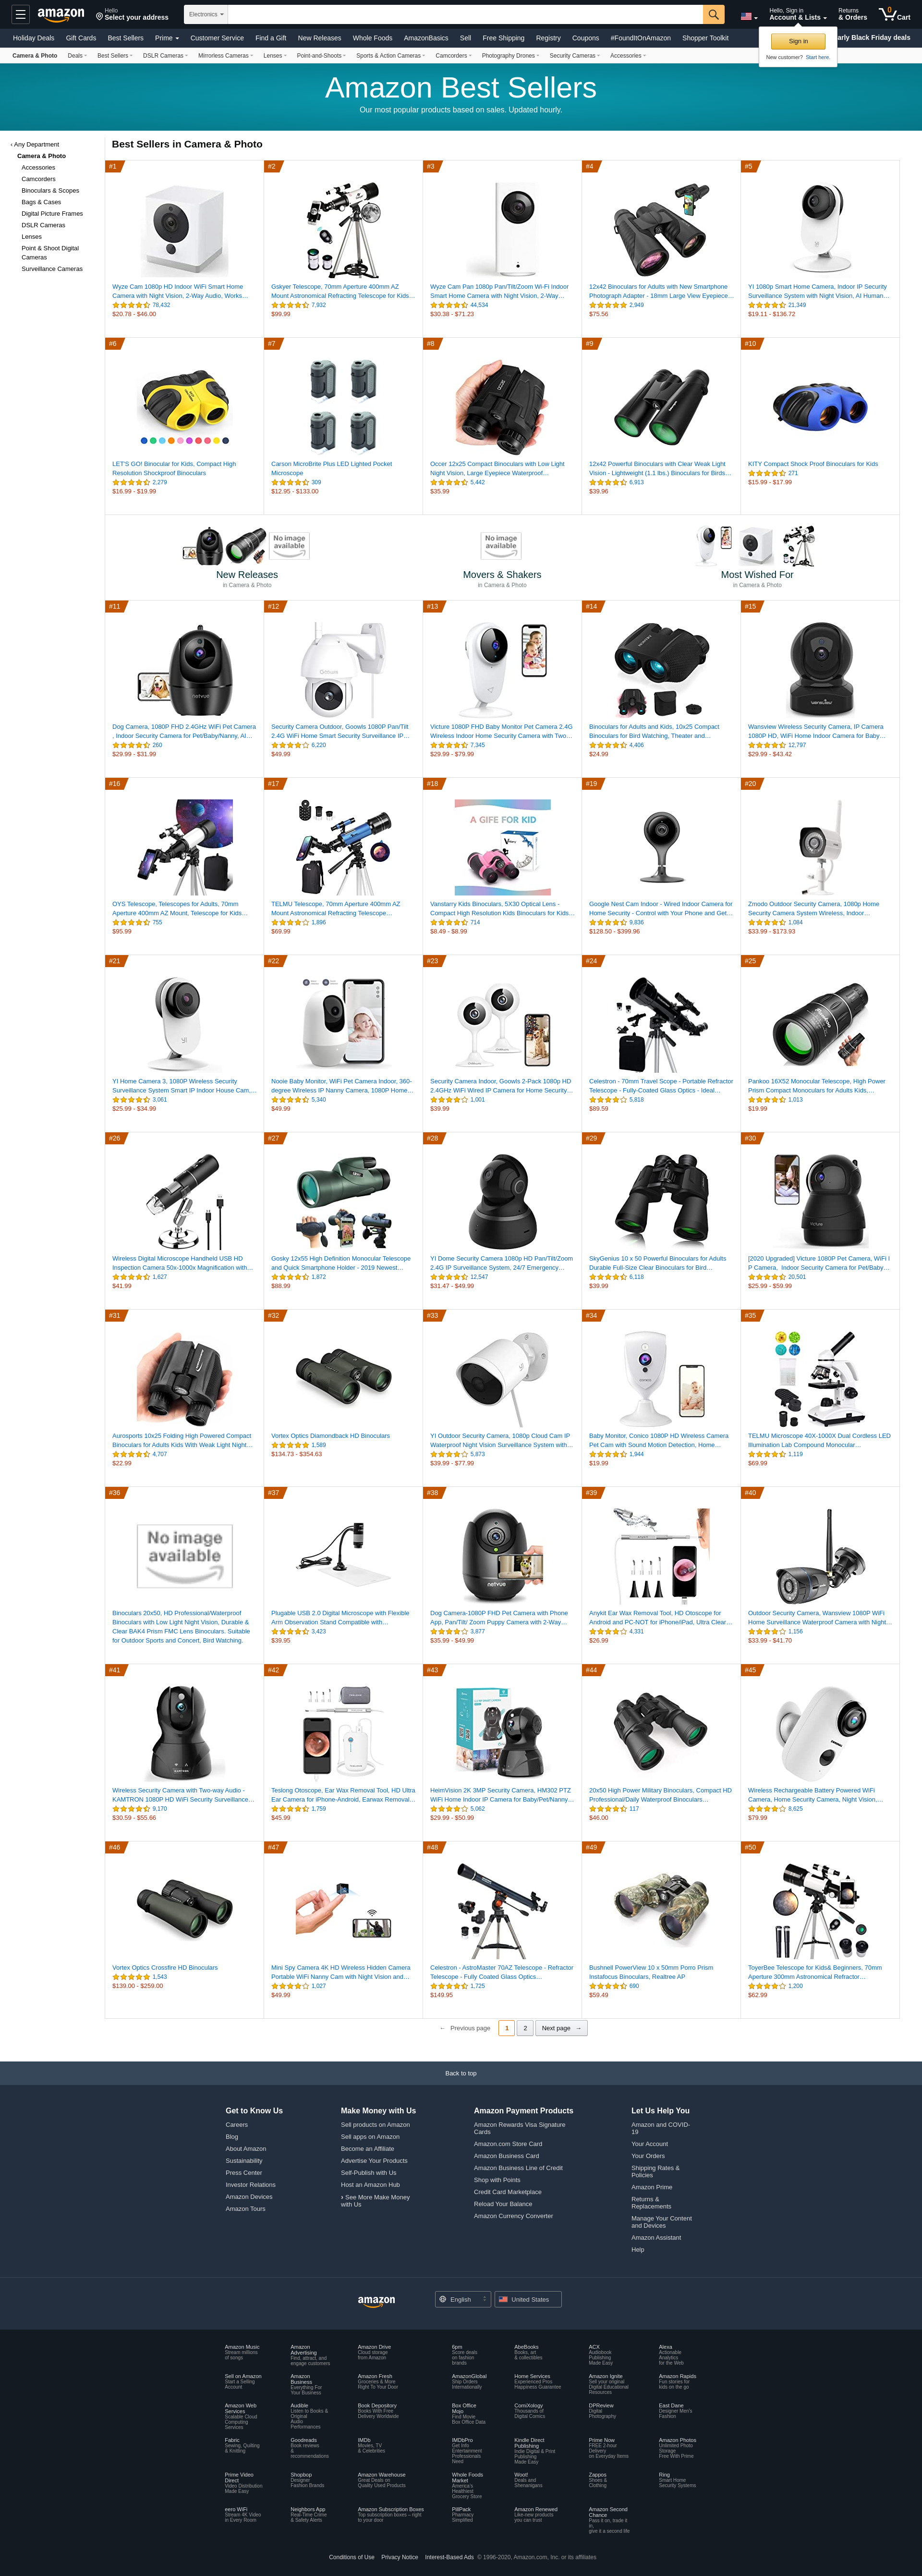 Hello
Select your address
Electronics
Hello, Sign in
Account & Lists
Returns
& Orders
0
Cart
amazon
Holiday Deals Gift Cards Best Sellers Prime Customer Service Find a Gift New Releases Whole Foods AmazonBasics Sell Free Shipping Registry Coupons #FoundItOnAmazon Shopper Toolkit
arly Black Friday deals
Sign in
New customer? Start here.
Camera & Photo Deals Best Sellers DSLR Cameras Mirrorless Cameras Lenses Point-and-Shoots Sports & Action Cameras Camcorders Photography Drones Security Cameras Accessories
Amazon Best Sellers
Our most popular products based on sales. Updated hourly.
‹ Any Department
Camera & Photo
Accessories
Camcorders
Binoculars & Scopes
Bags & Cases
Digital Picture Frames
DSLR Cameras
Lenses
Point & Shoot Digital
Cameras
Surveillance Cameras
Best Sellers in Camera & Photo
#1
Wyze Cam 1080p HD Indoor WiFi Smart Home
Camera with Night Vision, 2-Way Audio, Works…
78,432
$20.78 - $46.00
#2
Gskyer Telescope, 70mm Aperture 400mm AZ
Mount Astronomical Refracting Telescope for Kids…
7,932
$99.99
#3
Wyze Cam Pan 1080p Pan/Tilt/Zoom Wi-Fi Indoor
Smart Home Camera with Night Vision, 2-Way…
44,534
$30.38 - $71.23
#4
12x42 Binoculars for Adults with New Smartphone
Photograph Adapter - 18mm Large View Eyepiece…
2,949
$75.56
#5
YI 1080p Smart Home Camera, Indoor IP Security
Surveillance System with Night Vision, AI Human…
21,349
$19.11 - $136.72
#6
LET'S GO! Binocular for Kids, Compact High
Resolution Shockproof Binoculars
2,279
$16.99 - $19.99
#7
Carson MicroBrite Plus LED Lighted Pocket
Microscope
309
$12.95 - $133.00
#8
Occer 12x25 Compact Binoculars with Low Light
Night Vision, Large Eyepiece Waterproof…
5,442
$35.99
#9
12x42 Powerful Binoculars with Clear Weak Light
Vision - Lightweight (1.1 lbs.) Binoculars for Birds…
6,913
$39.96
#10
KITY Compact Shock Proof Binoculars for Kids
271
$15.99 - $17.99
No image
available
New Releases
in Camera & Photo
No image
available
Movers & Shakers
in Camera & Photo
Most Wished For
in Camera & Photo
#11
netvue
Dog Camera, 1080P FHD 2.4GHz WiFi Pet Camera
, Indoor Security Camera for Pet/Baby/Nanny, AI…
260
$29.99 - $31.99
#12
Goowls
Security Camera Outdoor, Goowls 1080P Pan/Tilt
2.4G WiFi Home Smart Security Surveillance IP…
6,220
$49.99
#13
Victure 1080P FHD Baby Monitor Pet Camera 2.4G
Wireless Indoor Home Security Camera with Two…
7,345
$29.99 - $79.99
#14
Binoculars for Adults and Kids, 10x25 Compact
Binoculars for Bird Watching, Theater and…
4,406
$24.99
#15
wansview
Wansview Wireless Security Camera, IP Camera
1080P HD, WiFi Home Indoor Camera for Baby…
12,797
$29.99 - $43.42
#16
OYS Telescope, Telescopes for Adults, 70mm
Aperture 400mm AZ Mount, Telescope for Kids…
755
$95.99
#17
TELMU Telescope, 70mm Aperture 400mm AZ
Mount Astronomical Refracting Telescope…
1,896
$69.99
#18
A GIFE FOR KID
Vanstarry Kids Binoculars, 5X30 Optical Lens -
Compact High Resolution Kids Binoculars for Kids…
714
$8.49 - $8.99
#19
Google Nest Cam Indoor - Wired Indoor Camera for
Home Security - Control with Your Phone and Get…
9,836
$128.50 - $399.96
#20
Zmodo Outdoor Security Camera, 1080p Home
Security Camera System Wireless, Indoor…
1,084
$33.99 - $173.93
#21
YI Home Camera 3, 1080P Wireless Security
Surveillance System Smart IP Indoor House Cam,…
3,061
$25.99 - $34.99
#22
Nooie Baby Monitor, WiFi Pet Camera Indoor, 360-
degree Wireless IP Nanny Camera, 1080P Home…
5,340
$49.99
#23
Security Camera Indoor, Goowls 2-Pack 1080p HD
2.4GHz WiFi Wired IP Camera for Home Security…
1,001
$39.99
#24
Celestron - 70mm Travel Scope - Portable Refractor
Telescope - Fully-Coated Glass Optics - Ideal…
5,818
$89.59
#25
Pankoo 16X52 Monocular Telescope, High Power
Prism Compact Monoculars for Adults Kids,…
1,013
$19.99
#26
Wireless Digital Microscope Handheld USB HD
Inspection Camera 50x-1000x Magnification with…
1,627
$41.99
#27
Gosky 12x55 High Definition Monocular Telescope
and Quick Smartphone Holder - 2019 Newest…
1,872
$88.99
#28
YI Dome Security Camera 1080p HD Pan/Tilt/Zoom
2.4G IP Surveillance System, 24/7 Emergency…
12,547
$31.47 - $49.99
#29
SkyGenius 10 x 50 Powerful Binoculars for Adults
Durable Full-Size Clear Binoculars for Bird…
6,118
$39.99
#30
[2020 Upgraded] Victure 1080P Pet Camera, WiFi I
P Camera, Indoor Security Camera for Pet/Baby…
20,501
$25.99 - $59.99
#31
Aurosports 10x25 Folding High Powered Compact
Binoculars for Adults Kids With Weak Light Night…
4,707
$22.99
#32
Vortex Optics Diamondback HD Binoculars
1,589
$134.73 - $354.63
#33
YI Outdoor Security Camera, 1080p Cloud Cam IP
Waterproof Night Vision Surveillance System with…
5,873
$39.99 - $77.99
#34
Baby Monitor, Conico 1080P HD Wireless Camera
Pet Cam with Sound Motion Detection, Home…
1,944
$19.99
#35
TELMU Microscope 40X-1000X Dual Cordless LED
Illumination Lab Compound Monocular…
1,119
$69.99
#36
No image
available
Binoculars 20x50, HD Professional/Waterproof
Binoculars with Low Light Night Vision, Durable &
Clear BAK4 Prism FMC Lens Binoculars. Suitable
for Outdoor Sports and Concert, Bird Watching.
#37
Plugable USB 2.0 Digital Microscope with Flexible
Arm Observation Stand Compatible with…
3,423
$39.95
#38
netvue
Dog Camera-1080P FHD Pet Camera with Phone
App, Pan/Tilt/ Zoom Puppy Camera with 2-Way…
3,877
$35.99 - $49.99
#39
Anykit Ear Wax Removal Tool, HD Otoscope for
Android and PC-NOT for iPhone/iPad, Ultra Clear…
4,331
$26.99
#40
Outdoor Security Camera, Wansview 1080P WiFi
Home Surveillance Waterproof Camera with Night…
1,156
$33.99 - $41.70
#41
Wireless Security Camera with Two-way Audio -
KAMTRON 1080P HD WiFi Security Surveillance…
9,170
$30.59 - $55.66
#42
Teslong Otoscope, Ear Wax Removal Tool, HD Ultra
Ear Camera for iPhone-Android, Earwax Removal…
1,759
$45.99
#43
HeimVision 2K 3MP Security Camera, HM302 PTZ
WiFi Home Indoor IP Camera for Baby/Pet/Nanny…
5,062
$29.99 - $50.99
#44
20x50 High Power Military Binoculars, Compact HD
Professional/Daily Waterproof Binoculars…
117
$46.00
#45
Wireless Rechargeable Battery Powered WiFi
Camera, Home Security Camera, Night Vision,…
8,625
$79.99
#46
Vortex Optics Crossfire HD Binoculars
1,543
$139.00 - $259.00
#47
Mini Spy Camera 4K HD Wireless Hidden Camera
Portable WiFi Nanny Cam with Night Vision and…
1,027
$49.99
#48
Celestron - AstroMaster 70AZ Telescope - Refractor
Telescope - Fully Coated Glass Optics…
1,725
$149.95
#49
Bushnell PowerView 10 x 50mm Porro Prism
Instafocus Binoculars, Realtree AP
690
$59.49
#50
ToyerBee Telescope for Kids& Beginners, 70mm
Aperture 300mm Astronomical Refractor…
1,200
$62.99
← Previous page 1 2 Next page →
Back to top
Get to Know Us
Careers
Blog
About Amazon
Sustainability
Press Center
Investor Relations
Amazon Devices
Amazon Tours
Make Money with Us
Sell products on Amazon
Sell apps on Amazon
Become an Affiliate
Advertise Your Products
Self-Publish with Us
Host an Amazon Hub
› See More Make Money
with Us
Amazon Payment Products
Amazon Rewards Visa Signature
Cards
Amazon.com Store Card
Amazon Business Card
Amazon Business Line of Credit
Shop with Points
Credit Card Marketplace
Reload Your Balance
Amazon Currency Converter
Let Us Help You
Amazon and COVID-
19
Your Account
Your Orders
Shipping Rates &
Policies
Amazon Prime
Returns &
Replacements
Manage Your Content
and Devices
Amazon Assistant
Help
amazon
English
United States
Amazon Music
Stream millions
of songs
Amazon
Advertising
Find, attract, and
engage customers
Amazon Drive
Cloud storage
from Amazon
6pm
Score deals
on fashion
brands
AbeBooks
Books, art
& collectibles
ACX
Audiobook
Publishing
Made Easy
Alexa
Actionable
Analytics
for the Web
Sell on Amazon
Start a Selling
Account
Amazon
Business
Everything For
Your Business
Amazon Fresh
Groceries & More
Right To Your Door
AmazonGlobal
Ship Orders
Internationally
Home Services
Experienced Pros
Happiness Guarantee
Amazon Ignite
Sell your original
Digital Educational
Resources
Amazon Rapids
Fun stories for
kids on the go
Amazon Web
Services
Scalable Cloud
Computing
Services
Audible
Listen to Books &
Original
Audio
Performances
Book Depository
Books With Free
Delivery Worldwide
Box Office
Mojo
Find Movie
Box Office Data
ComiXology
Thousands of
Digital Comics
DPReview
Digital
Photography
East Dane
Designer Men's
Fashion
Fabric
Sewing, Quilting
& Knitting
Goodreads
Book reviews
&
recommendations
IMDb
Movies, TV
& Celebrities
IMDbPro
Get Info
Entertainment
Professionals
Need
Kindle Direct
Publishing
Indie Digital & Print
Publishing
Made Easy
Prime Now
FREE 2-hour
Delivery
on Everyday Items
Amazon Photos
Unlimited Photo
Storage
Free With Prime
Prime Video
Direct
Video Distribution
Made Easy
Shopbop
Designer
Fashion Brands
Amazon Warehouse
Great Deals on
Quality Used Products
Whole Foods
Market
America's
Healthiest
Grocery Store
Woot!
Deals and
Shenanigans
Zappos
Shoes &
Clothing
Ring
Smart Home
Security Systems
eero WiFi
Stream 4K Video
in Every Room
Neighbors App
Real-Time Crime
& Safety Alerts
Amazon Subscription Boxes
Top subscription boxes – right
to your door
PillPack
Pharmacy
Simplified
Amazon Renewed
Like-new products
you can trust
Amazon Second
Chance
Pass it on, trade it
in,
give it a second life
Conditions of Use Privacy Notice Interest-Based Ads © 1996-2020, Amazon.com, Inc. or its affiliates